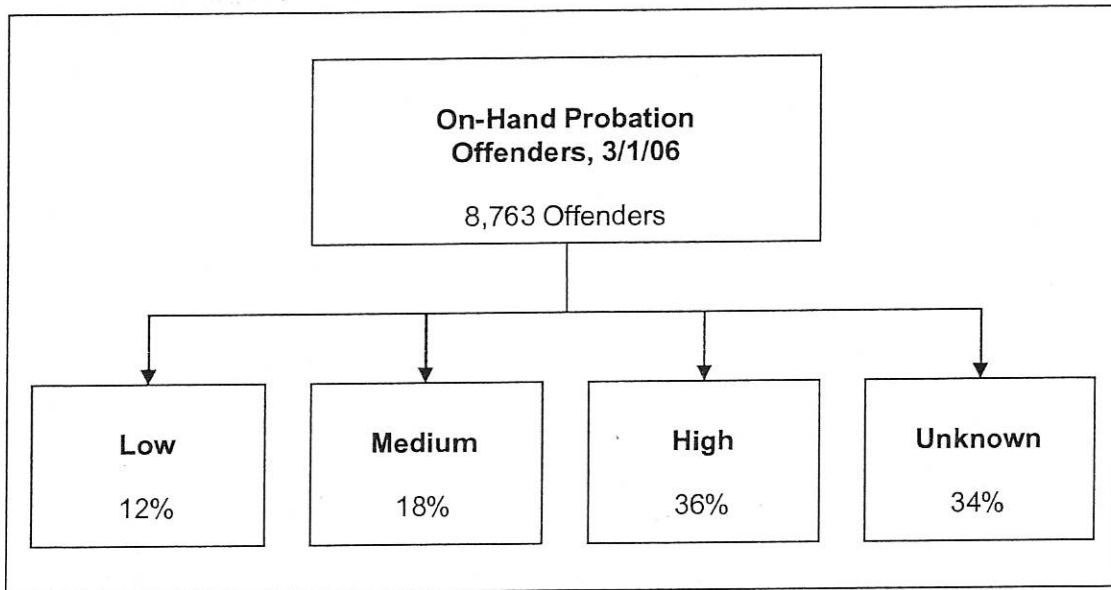 On-Hand Probation
Offenders, 3/1/06
8,763 Offenders
Low
12%
Medium
18%
High
36%
Unknown
34%